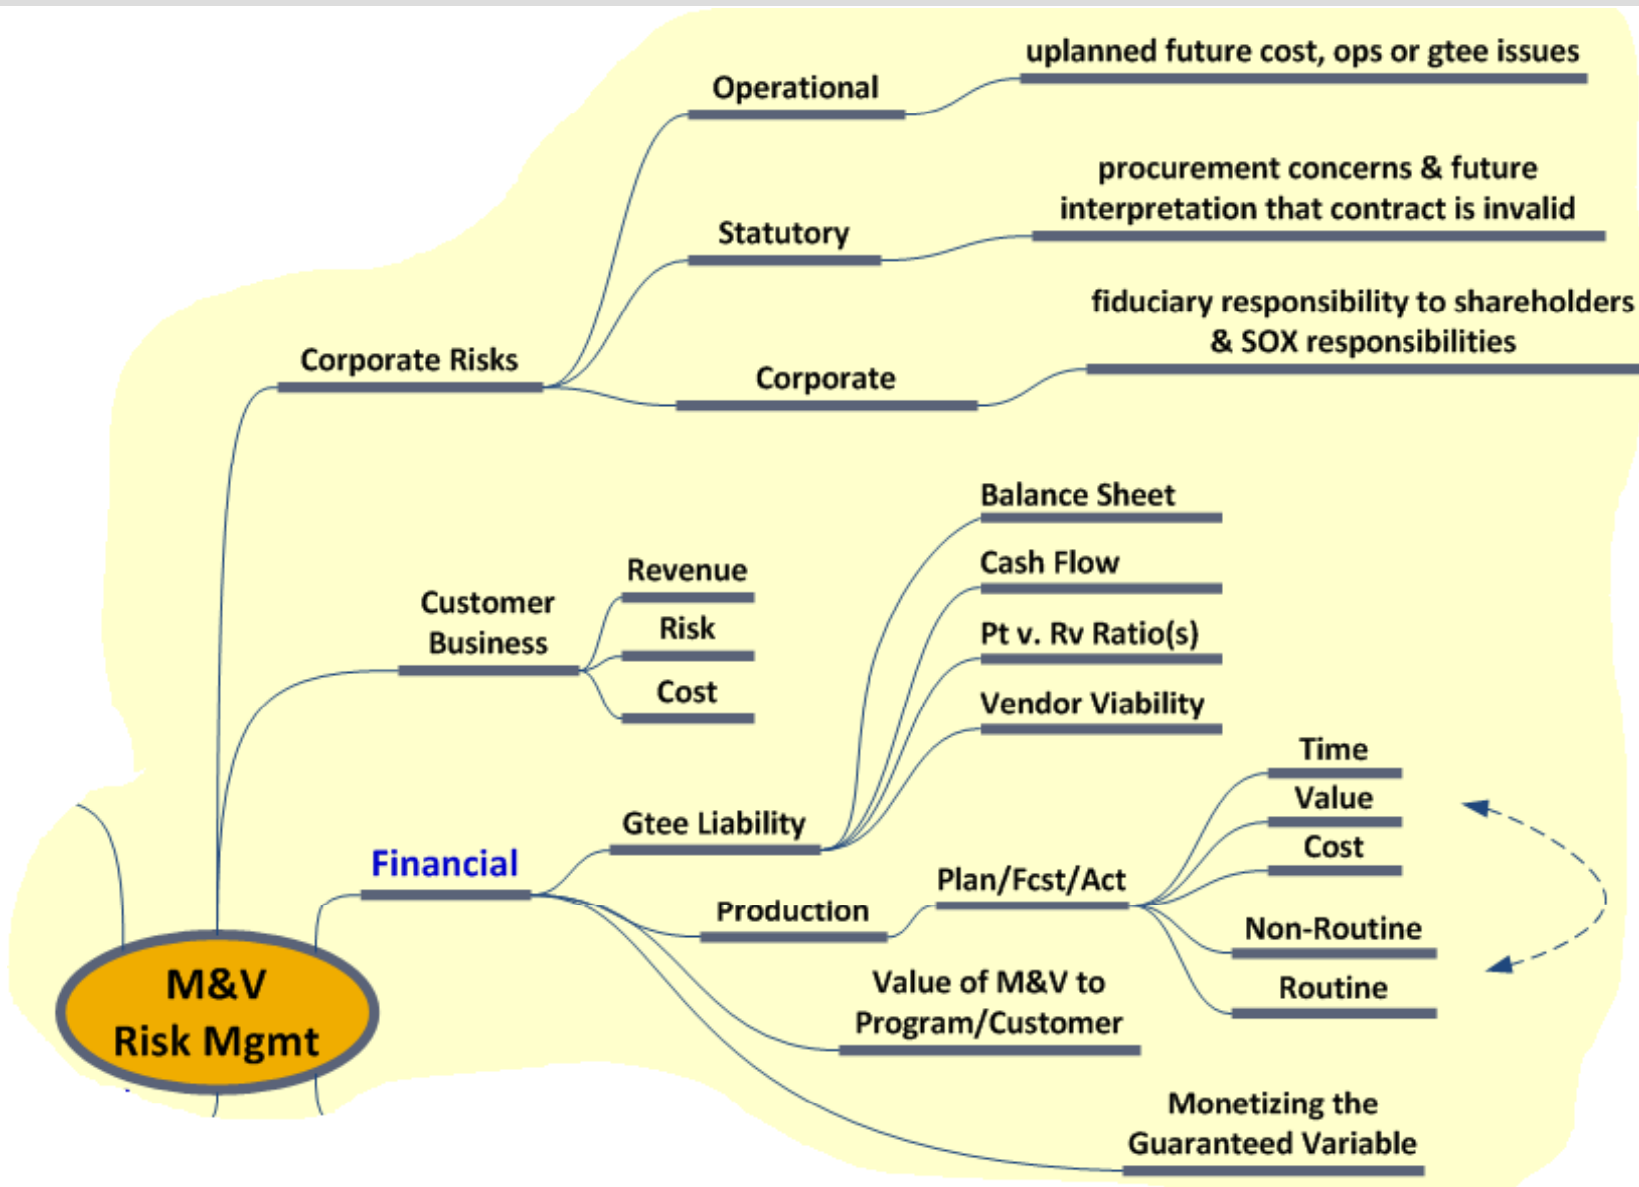 uplanned future cost, ops or gtee issues
Operational
procurement concerns & future
interpretation that contract is invalid
Statutory
fiduciary responsibility to shareholders
& SOX responsibilities
Corporate Risks
Corporate
Balance Sheet
Cash Flow
Revenue
Customer
Business
Risk
Cost
Pt v. Rv Ratio(s)
Vendor Viability
Time
Value
Cost
Gtee Liability
Financial
Plan/Fcst/Act
Production
Non-Routine
Routine
Value of M&V to
Program/Customer
M&V
Risk Mgmt
Monetizing the
Guaranteed Variable